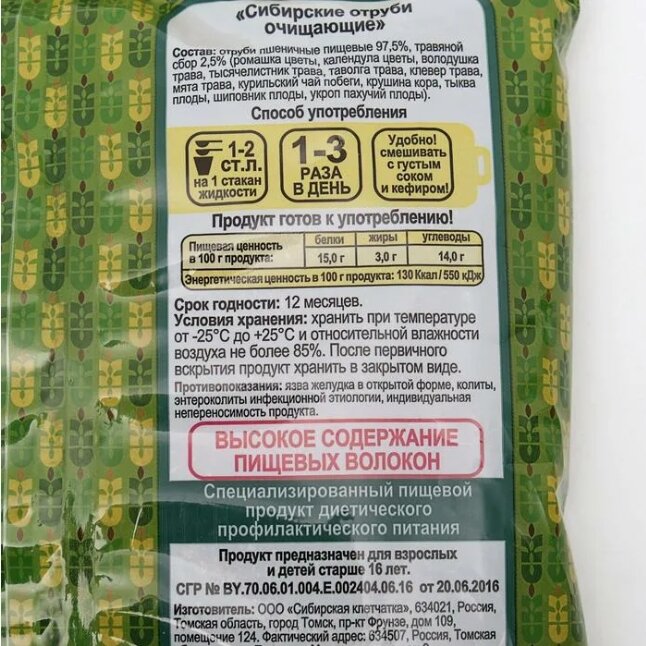 «Сибирские отруби
очищающие»
Состав: отруби пшеничные пищевые 97,5%, травяной
сбор 2,5% (ромашка цветы, календула цветы, володушка
трава, тысячелистник трава, таволга трава, клевер трава,
мята трава, курильский чай побеги, крушина кора, тыква
плоды, шиповник плоды, укроп пахучий плоды).
Способ употребления
1-2
СТ.Л.
на 1 стакан
жидкости
1-3
РАЗА
В ДЕНЬ
Удобно!
смешивать
с густым
соком
и кефиром!
Продукт готов к употреблению!
Пищевая ценность белки жиры углеводы
в 100 г продукта: 15,0 г 3,0 г 14,0 г
Энергетическая ценность в 100 г продукта: 130 Ккал/550 кДж
Срок годности: 12 месяцев.
Условия хранения: хранить при температуре
от -25°С до +25°С и относительной влажности
воздуха не более 85%. После первичного
вскрытия продукт хранить в закрытом виде.
Противопоказания: язва желудка в открытой форме, колиты,
энтероколиты инфекционной этиологии, индивидуальная
непереносимость продукта.
ВЫСОКОЕ СОДЕРЖАНИЕ
ПИЩЕВЫХ ВОЛОКОН
Специализированный пищевой
продукт диетического
профилактического питания
Продукт предназначен для взрослых
и детей старше 16 лет.
СГР № BY.70.06.01.004.Е.002404.06.16 от 20.06.2016
Изготовитель: ООО «Сибирская клетчатка», 634021, Россия,
Томская область, город Томск, пр-кт Фрунзе, дом 109,
помещение 124. Фактический адрес: 634507, Россия, Томская